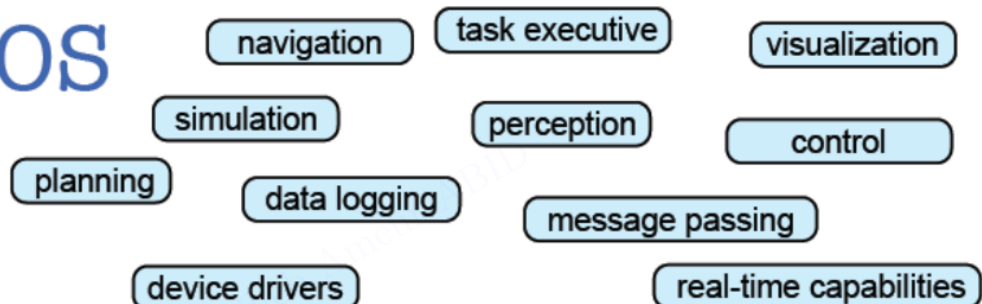 OS
navigation
task executive
visualization
simulation
perception
control
planning
data logging
message passing
device drivers
real-time capabilities